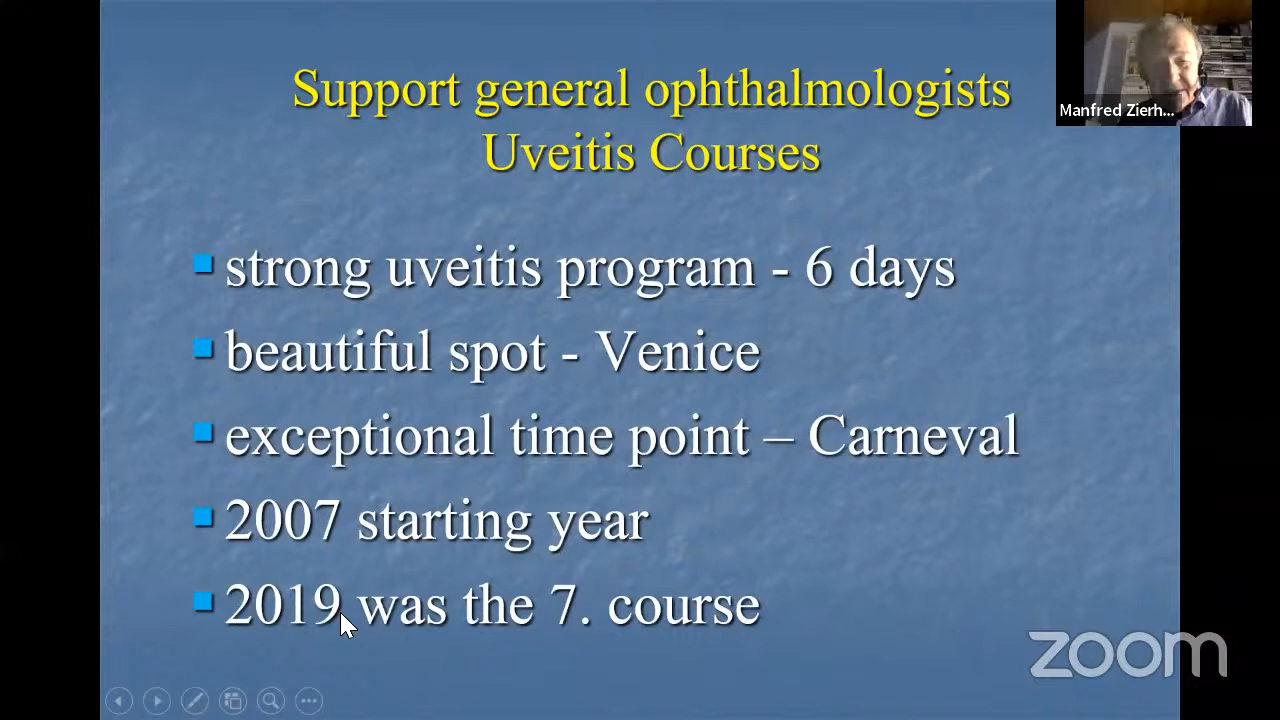 Support general ophthalmologists
Uveitis Courses
Manfred Zierh...
strong uveitis program - 6 days
beautiful spot - Venice
exceptional time point – Carneval
2007 starting year
2019 was the 7. course
zoom